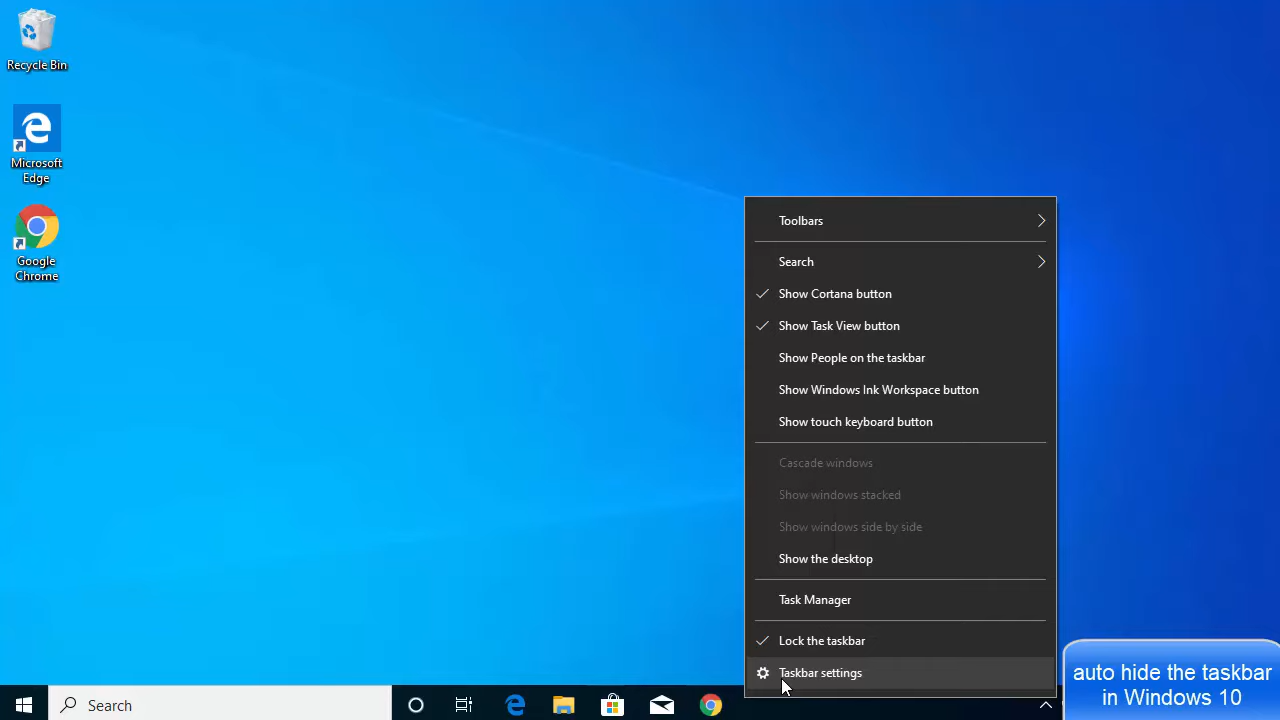 Recycle Bin
Microsoft
Edge
Google
Chrome
Toolbars
Search
Show Cortana button
Show Task View button
Show People on the taskbar
Show Windows Ink Workspace button
Show touch keyboard button
Cascade windows
Show windows stacked
Show windows side by side
Show the desktop
Task Manager
Lock the taskbar
Taskbar settings
Search
auto hide the taskbar
in Windows 10